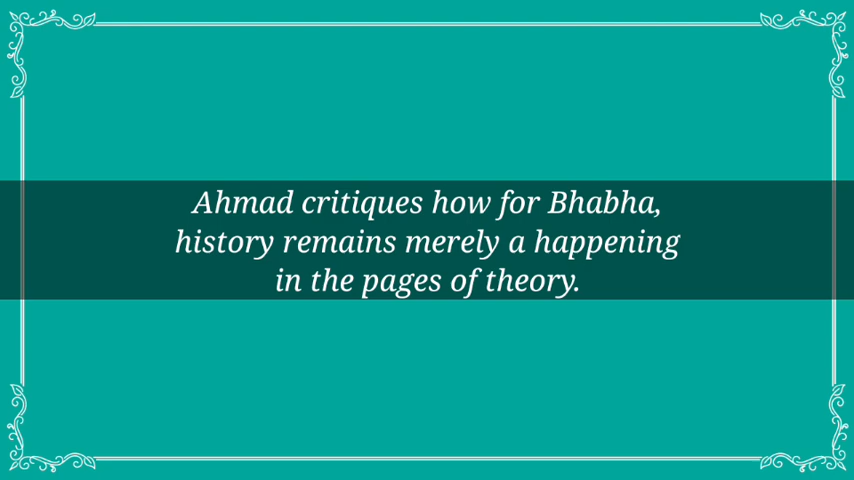 Ahmad critiques how for Bhabha,
history remains merely a happening
in the pages of theory.